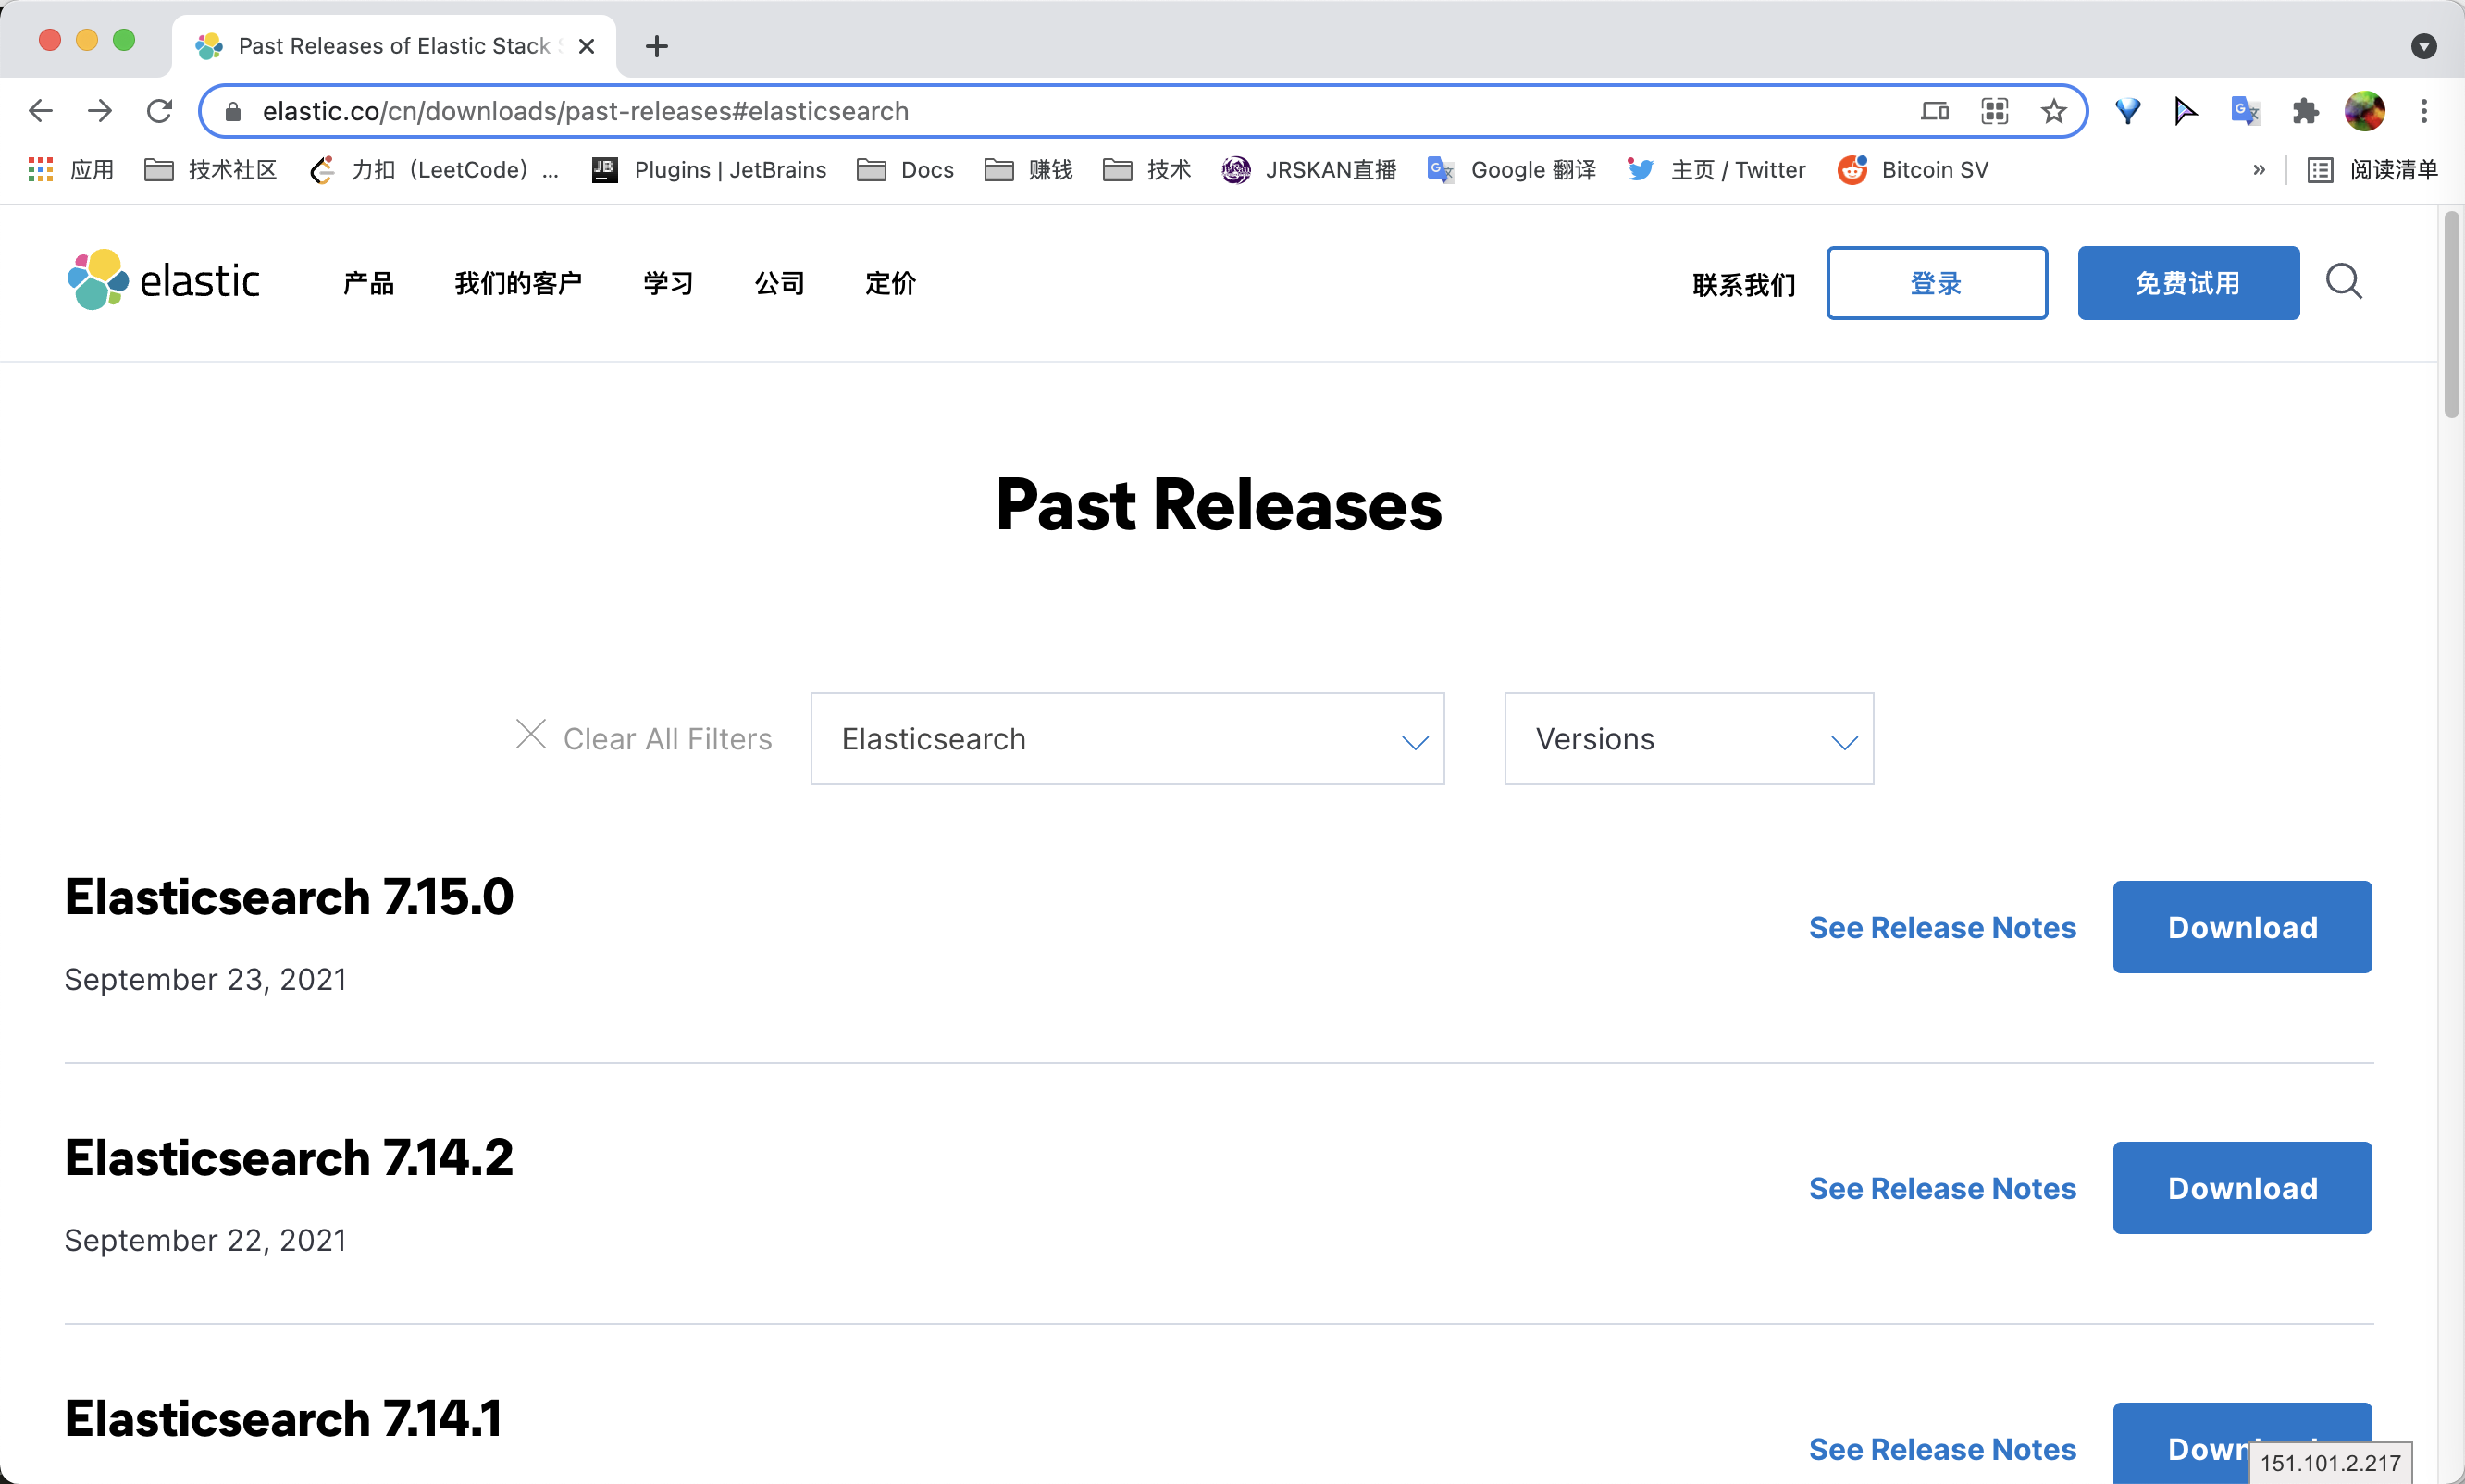 Past Releases of Elastic Stack
elastic.co/cn/downloads/past-releases#elasticsearch
应用 技术社区 力扣（LeetCode）... JB Plugins | JetBrains Docs 赚钱 技术 JRSKAN直播 Google 翻译 主页 / Twitter Bitcoin SV » 阅读清单
elastic 产品 我们的客户 学习 公司 定价 联系我们 登录 免费试用
Past Releases
Clear All Filters Elasticsearch Versions
Elasticsearch 7.15.0
See Release Notes Download
September 23, 2021
Elasticsearch 7.14.2
See Release Notes Download
September 22, 2021
Elasticsearch 7.14.1
See Release Notes
151.101.2.217